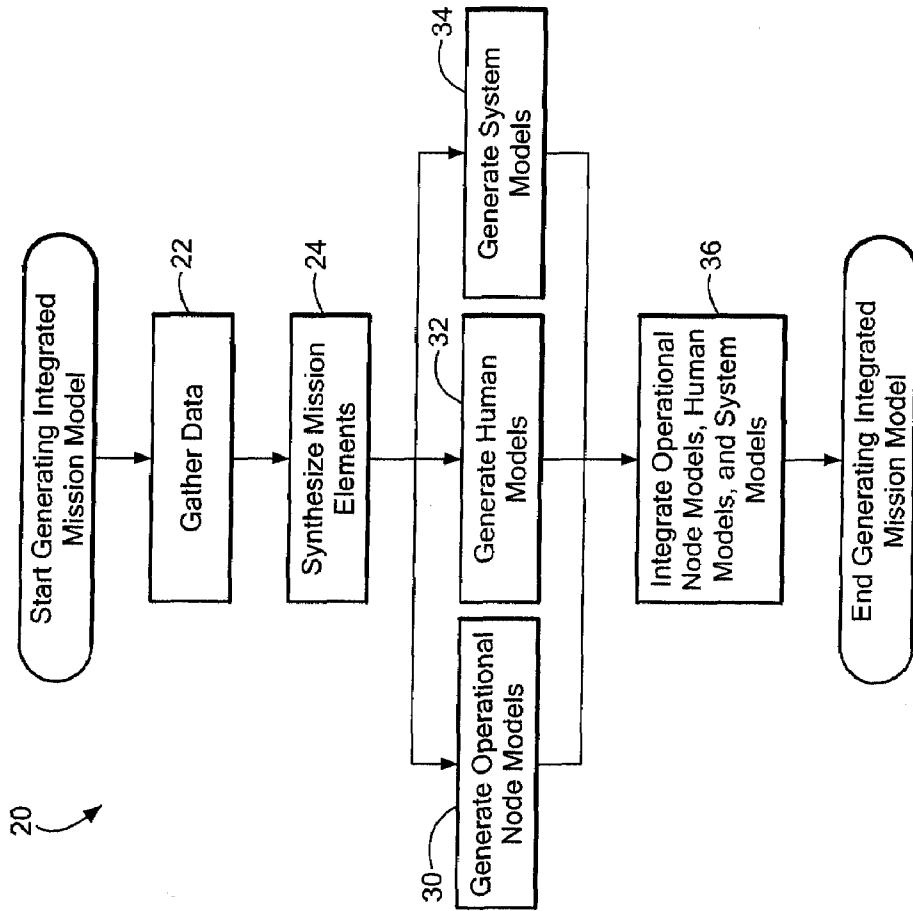 20
Start Generating Integrated
Mission Model
22
Gather Data
24
Synthesize Mission
Elements
30
Generate Operational
Node Models
32
Generate Human
Models
34
Generate System
Models
36
Integrate Operational
Node Models, Human
Models, and System
Models
End Generating Integrated
Mission Model